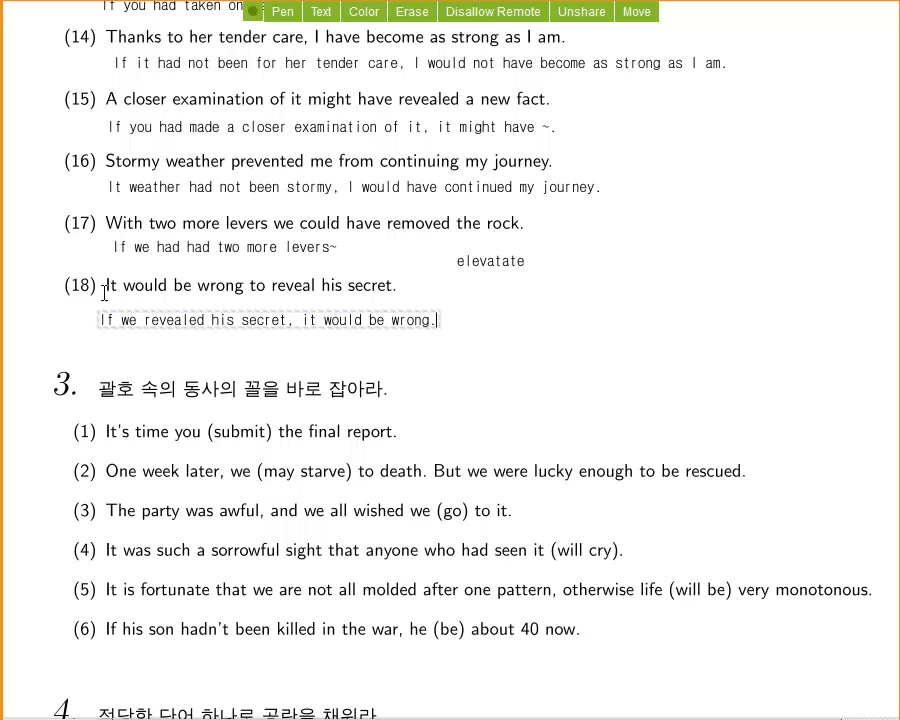 If you had taken on
Pen Text Color Erase Disallow Remote Unshare Move
(14) Thanks to her tender care, I have become as strong as I am.
If it had not been for her tender care, I would not have become as strong as I am.
(15) A closer examination of it might have revealed a new fact.
If you had made a closer examination of it, it might have ~.
(16) Stormy weather prevented me from continuing my journey.
It weather had not been stormy, I would have continued my journey.
(17) With two more levers we could have removed the rock.
If we had had two more levers~
elevatate
(18) It would be wrong to reveal his secret.
If we revealed his secret, it would be wrong.
3. 괄호 속의 동사의 꼴을 바로 잡아라.
(1) It's time you (submit) the final report.
(2) One week later, we (may starve) to death. But we were lucky enough to be rescued.
(3) The party was awful, and we all wished we (go) to it.
(4) It was such a sorrowful sight that anyone who had seen it (will cry).
(5) It is fortunate that we are not all molded after one pattern, otherwise life (will be) very monotonous.
(6) If his son hadn't been killed in the war, he (be) about 40 now.
4. 적당한 단어 하나로 공란을 채워라.